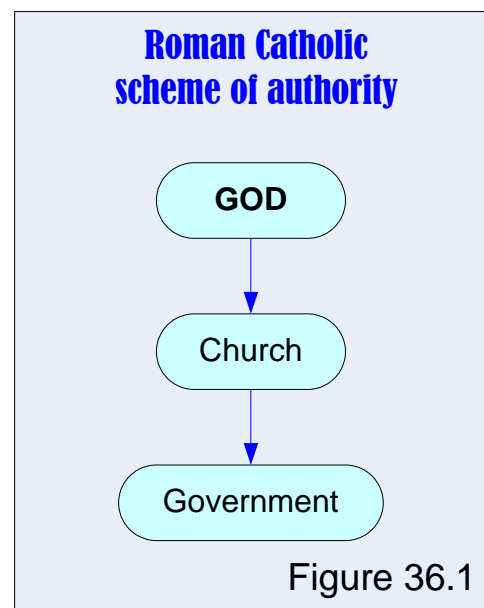 Roman Catholic
scheme of authority
GOD
Church
Government
Figure 36.1